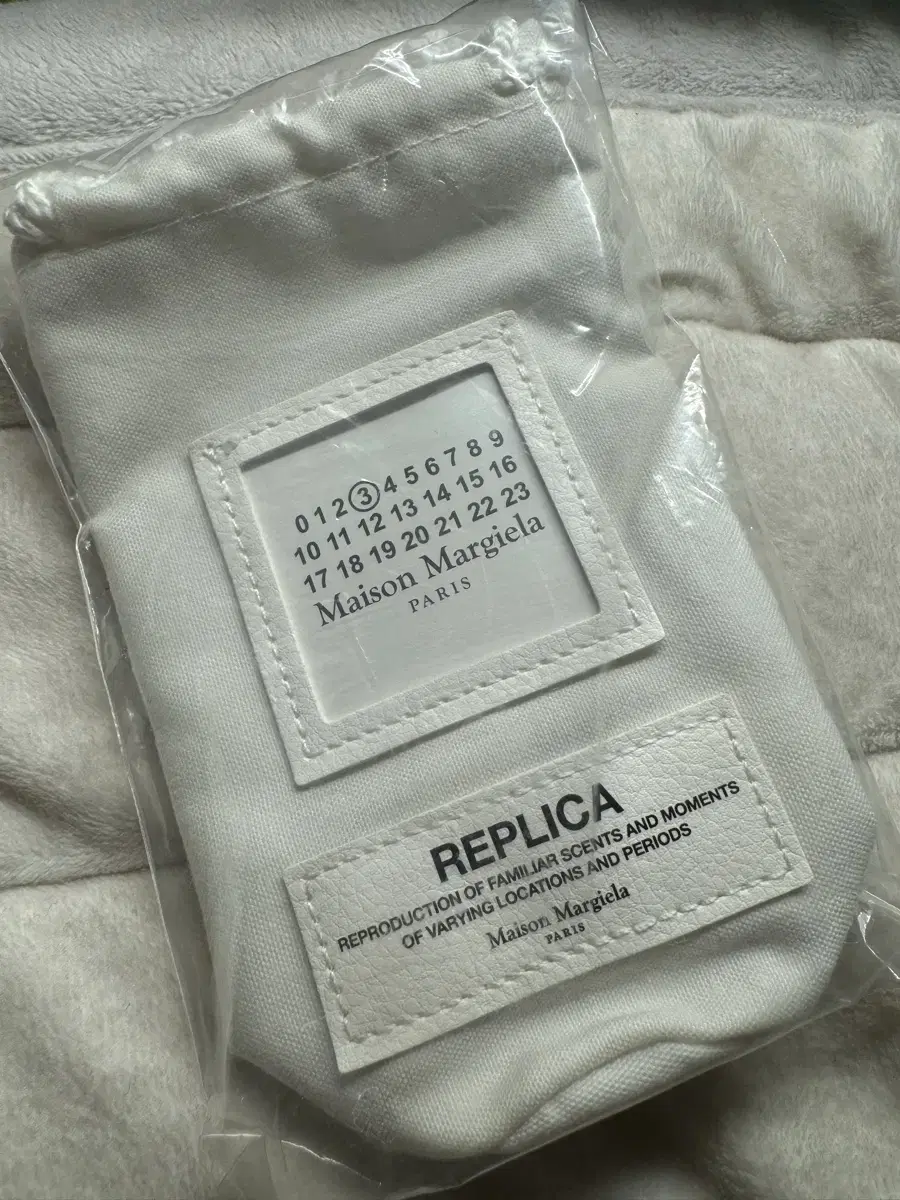 0 1 2 3 4 5 6 7 8 9
10 11 12 13 14 15 16
17 18 19 20 21 22 23
Maison Margiela
PARIS
REPLICA
REPRODUCTION OF FAMILIAR SCENTS AND MOMENTS
OF VARYING LOCATIONS AND PERIODS
Maison Margiela
PARIS